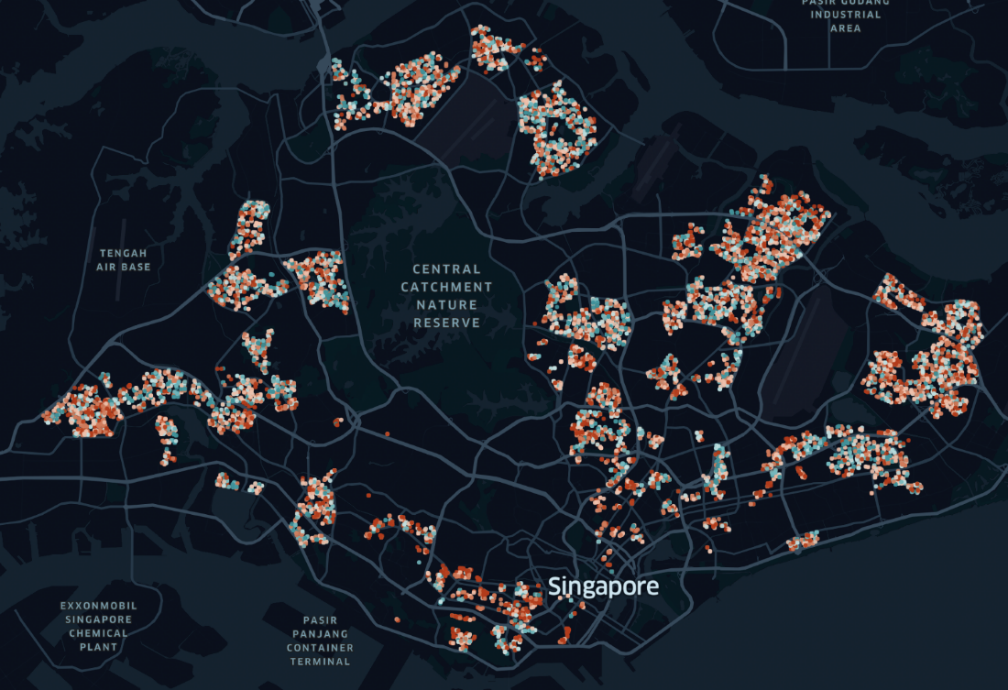 PASIR GUDANG
INDUSTRIAL
AREA
TENGAH
AIR BASE
CENTRAL
CATCHMENT
NATURE
RESERVE
Singapore
EXXONMOBIL
SINGAPORE
CHEMICAL
PLANT
PASIR
PANJANG
CONTAINER
TERMINAL